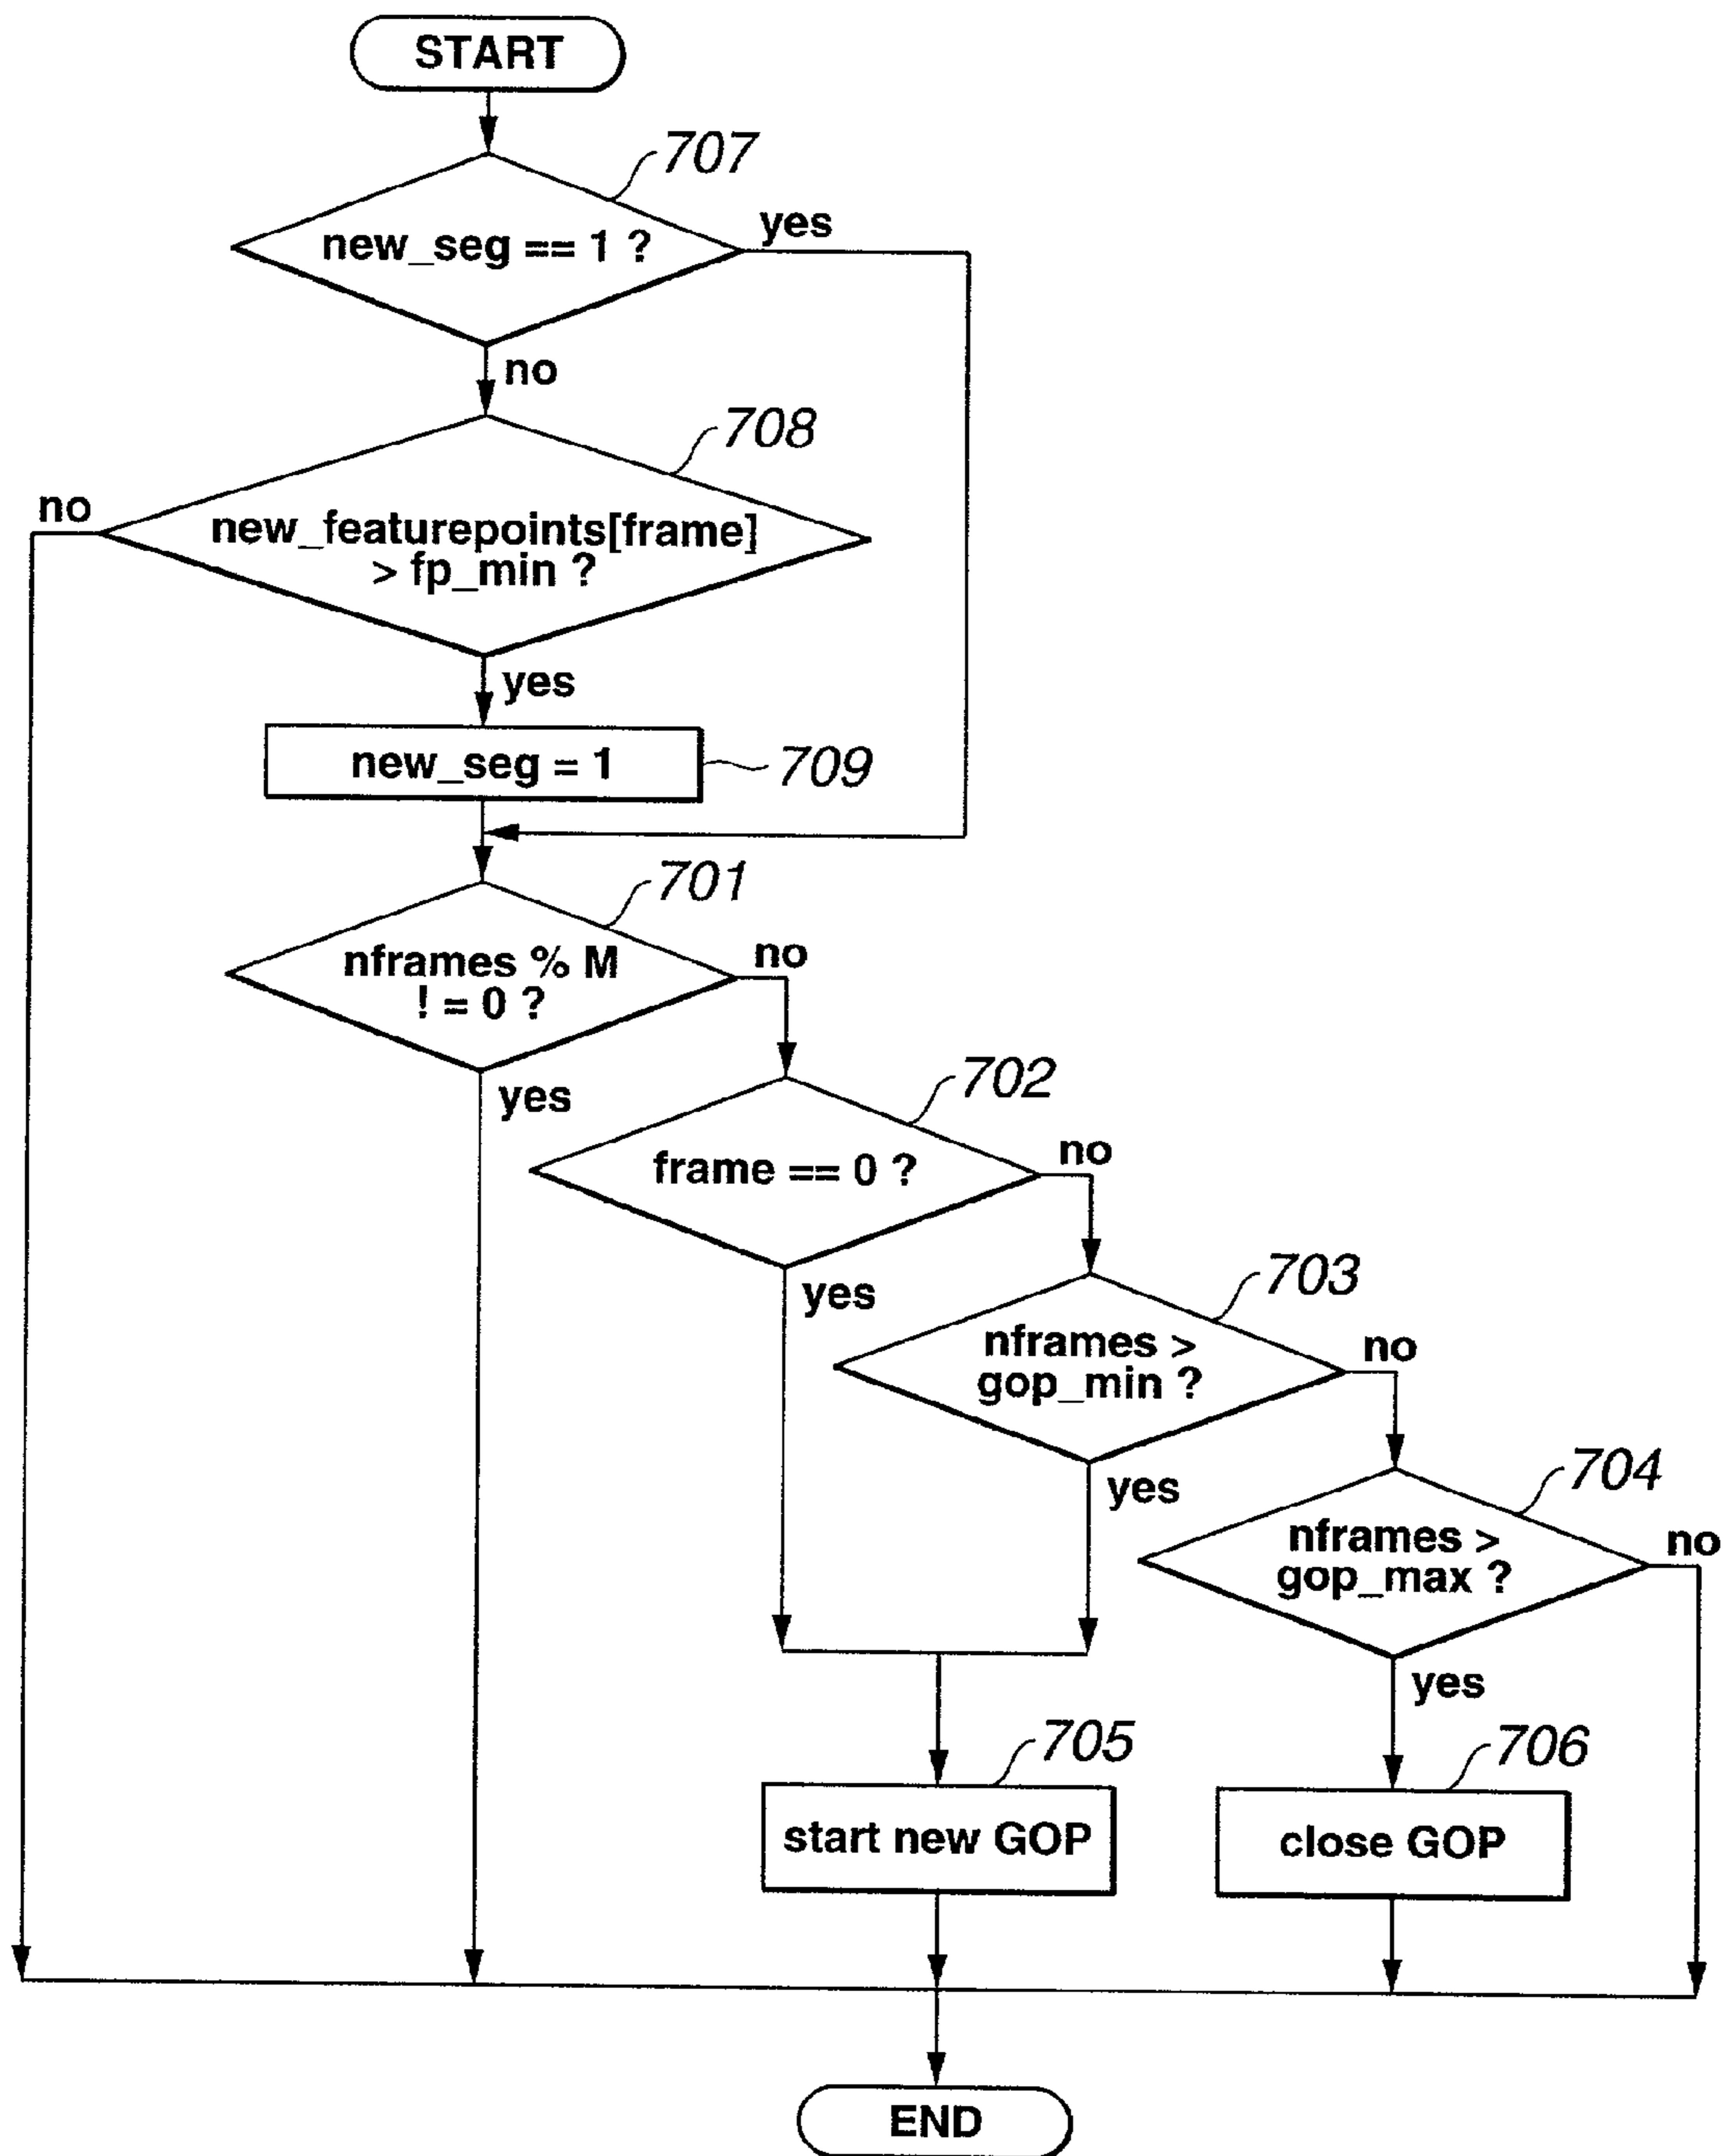 START
707
new_seg == 1 ?
yes
no
708
no
new_featurepoints[frame]
> fp_min ?
yes
new_seg = 1
709
701
nframes % M
! = 0 ?
no
yes
702
frame == 0 ?
no
yes
703
nframes >
gop_min ?
no
yes
704
nframes >
gop_max ?
no
yes
705
start new GOP
706
close GOP
END